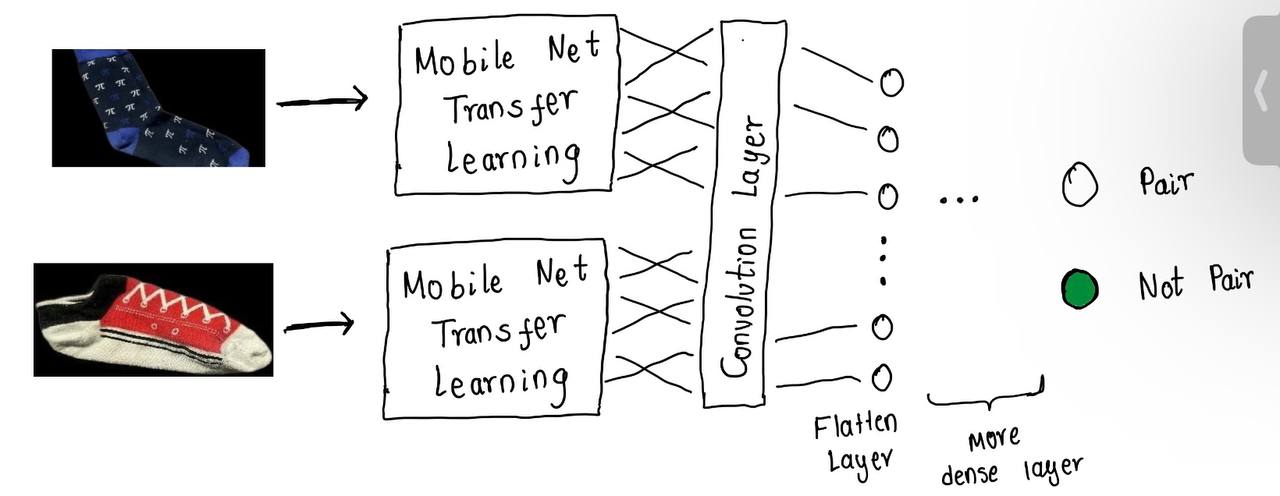 Mobile Net
Transfer
Learning
Mobile Net
Transfer
Learning
Convolution Layer
Flatten
Layer
...
More
dense layer
Pair
Not Pair